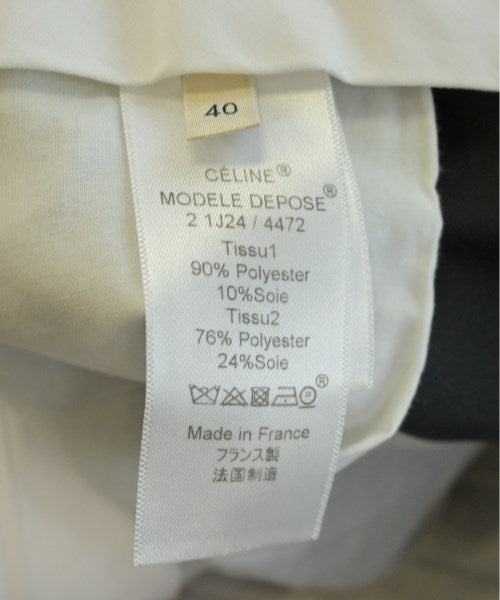 40
CÉLINE®
MODELE DEPOSE®
2 1J24 / 4472
Tissu1
90% Polyester
10%Soie
Tissu2
76% Polyester
24%Soie
®
Made in France
フランス製
法国制造